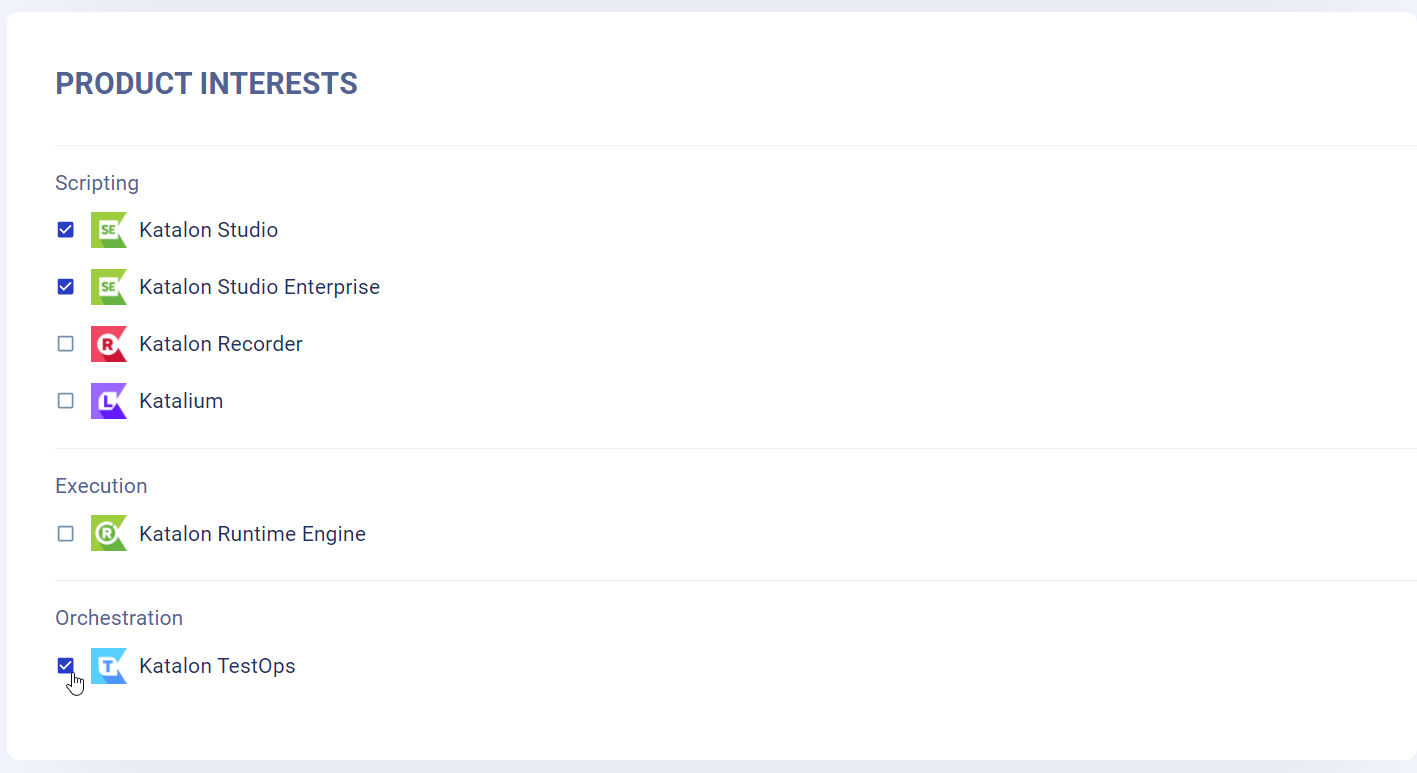 PRODUCT INTERESTS
Scripting
SE Katalon Studio
SE Katalon Studio Enterprise
R Katalon Recorder
L Katalium
Execution
R Katalon Runtime Engine
Orchestration
T Katalon TestOps